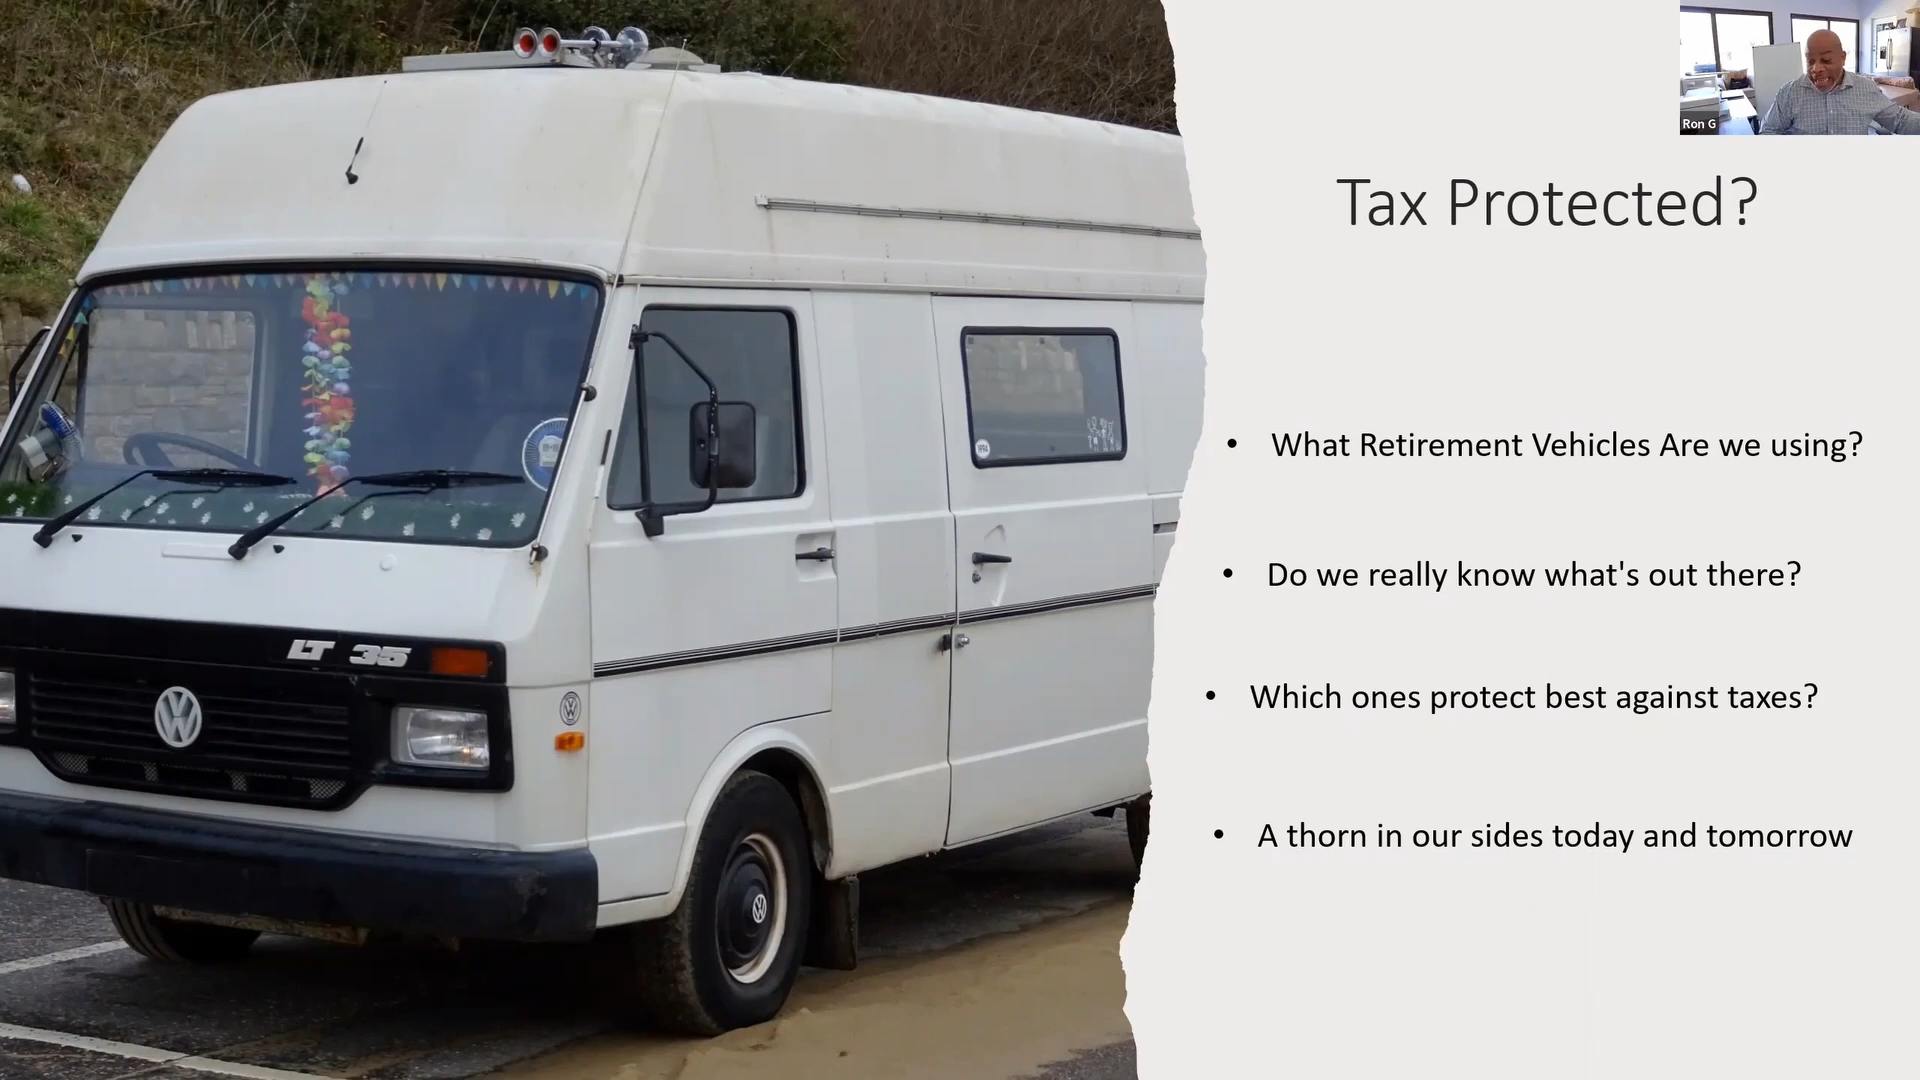 Ron G
Tax Protected?
• What Retirement Vehicles Are we using?
• Do we really know what's out there?
• Which ones protect best against taxes?
• A thorn in our sides today and tomorrow
LT 35